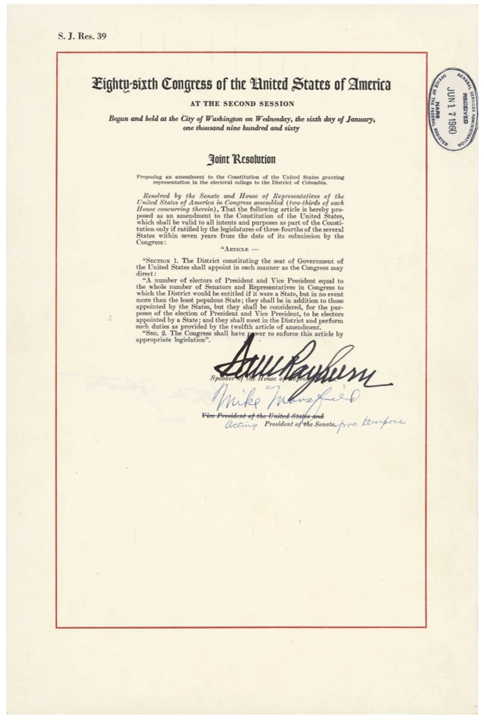 S. J. Res. 39
Eighty-sixth Congress of the United States of America
AT THE SECOND SESSION
Begun and held at the City of Washington on Wednesday, the sixth day of January,
one thousand nine hundred and sixty
Joint Resolution
Proposing an amendment to the Constitution of the United States granting
representation in the electoral college to the District of Columbia.
Resolved by the Senate and House of Representatives of the
United States of America in Congress assembled (two-thirds of each
House concurring therein), That the following article is hereby pro-
posed as an amendment to the Constitution of the United States,
which shall be valid to all intents and purposes as part of the Consti-
tution only if ratified by the legislatures of three-fourths of the several
States within seven years from the date of its submission by the
Congress:
"ARTICLE —
"SECTION 1. The District constituting the seat of Government of
the United States shall appoint in such manner as the Congress may
direct:
"A number of electors of President and Vice President equal to
the whole number of Senators and Representatives in Congress to
which the District would be entitled if it were a State, but in no event
more than the least populous State; they shall be in addition to those
appointed by the States, but they shall be considered, for the pur-
poses of the election of President and Vice President, to be electors
appointed by a State; and they shall meet in the District and perform
such duties as provided by the twelfth article of amendment.
"SEC. 2. The Congress shall have power to enforce this article by
appropriate legislation".
Sam Rayburn
Speaker of the House of
Mike Mansfield
Vice President of the United States and
Acting President of the Senate pro tempore
RECEIVED
JUN 17 1960
NARS